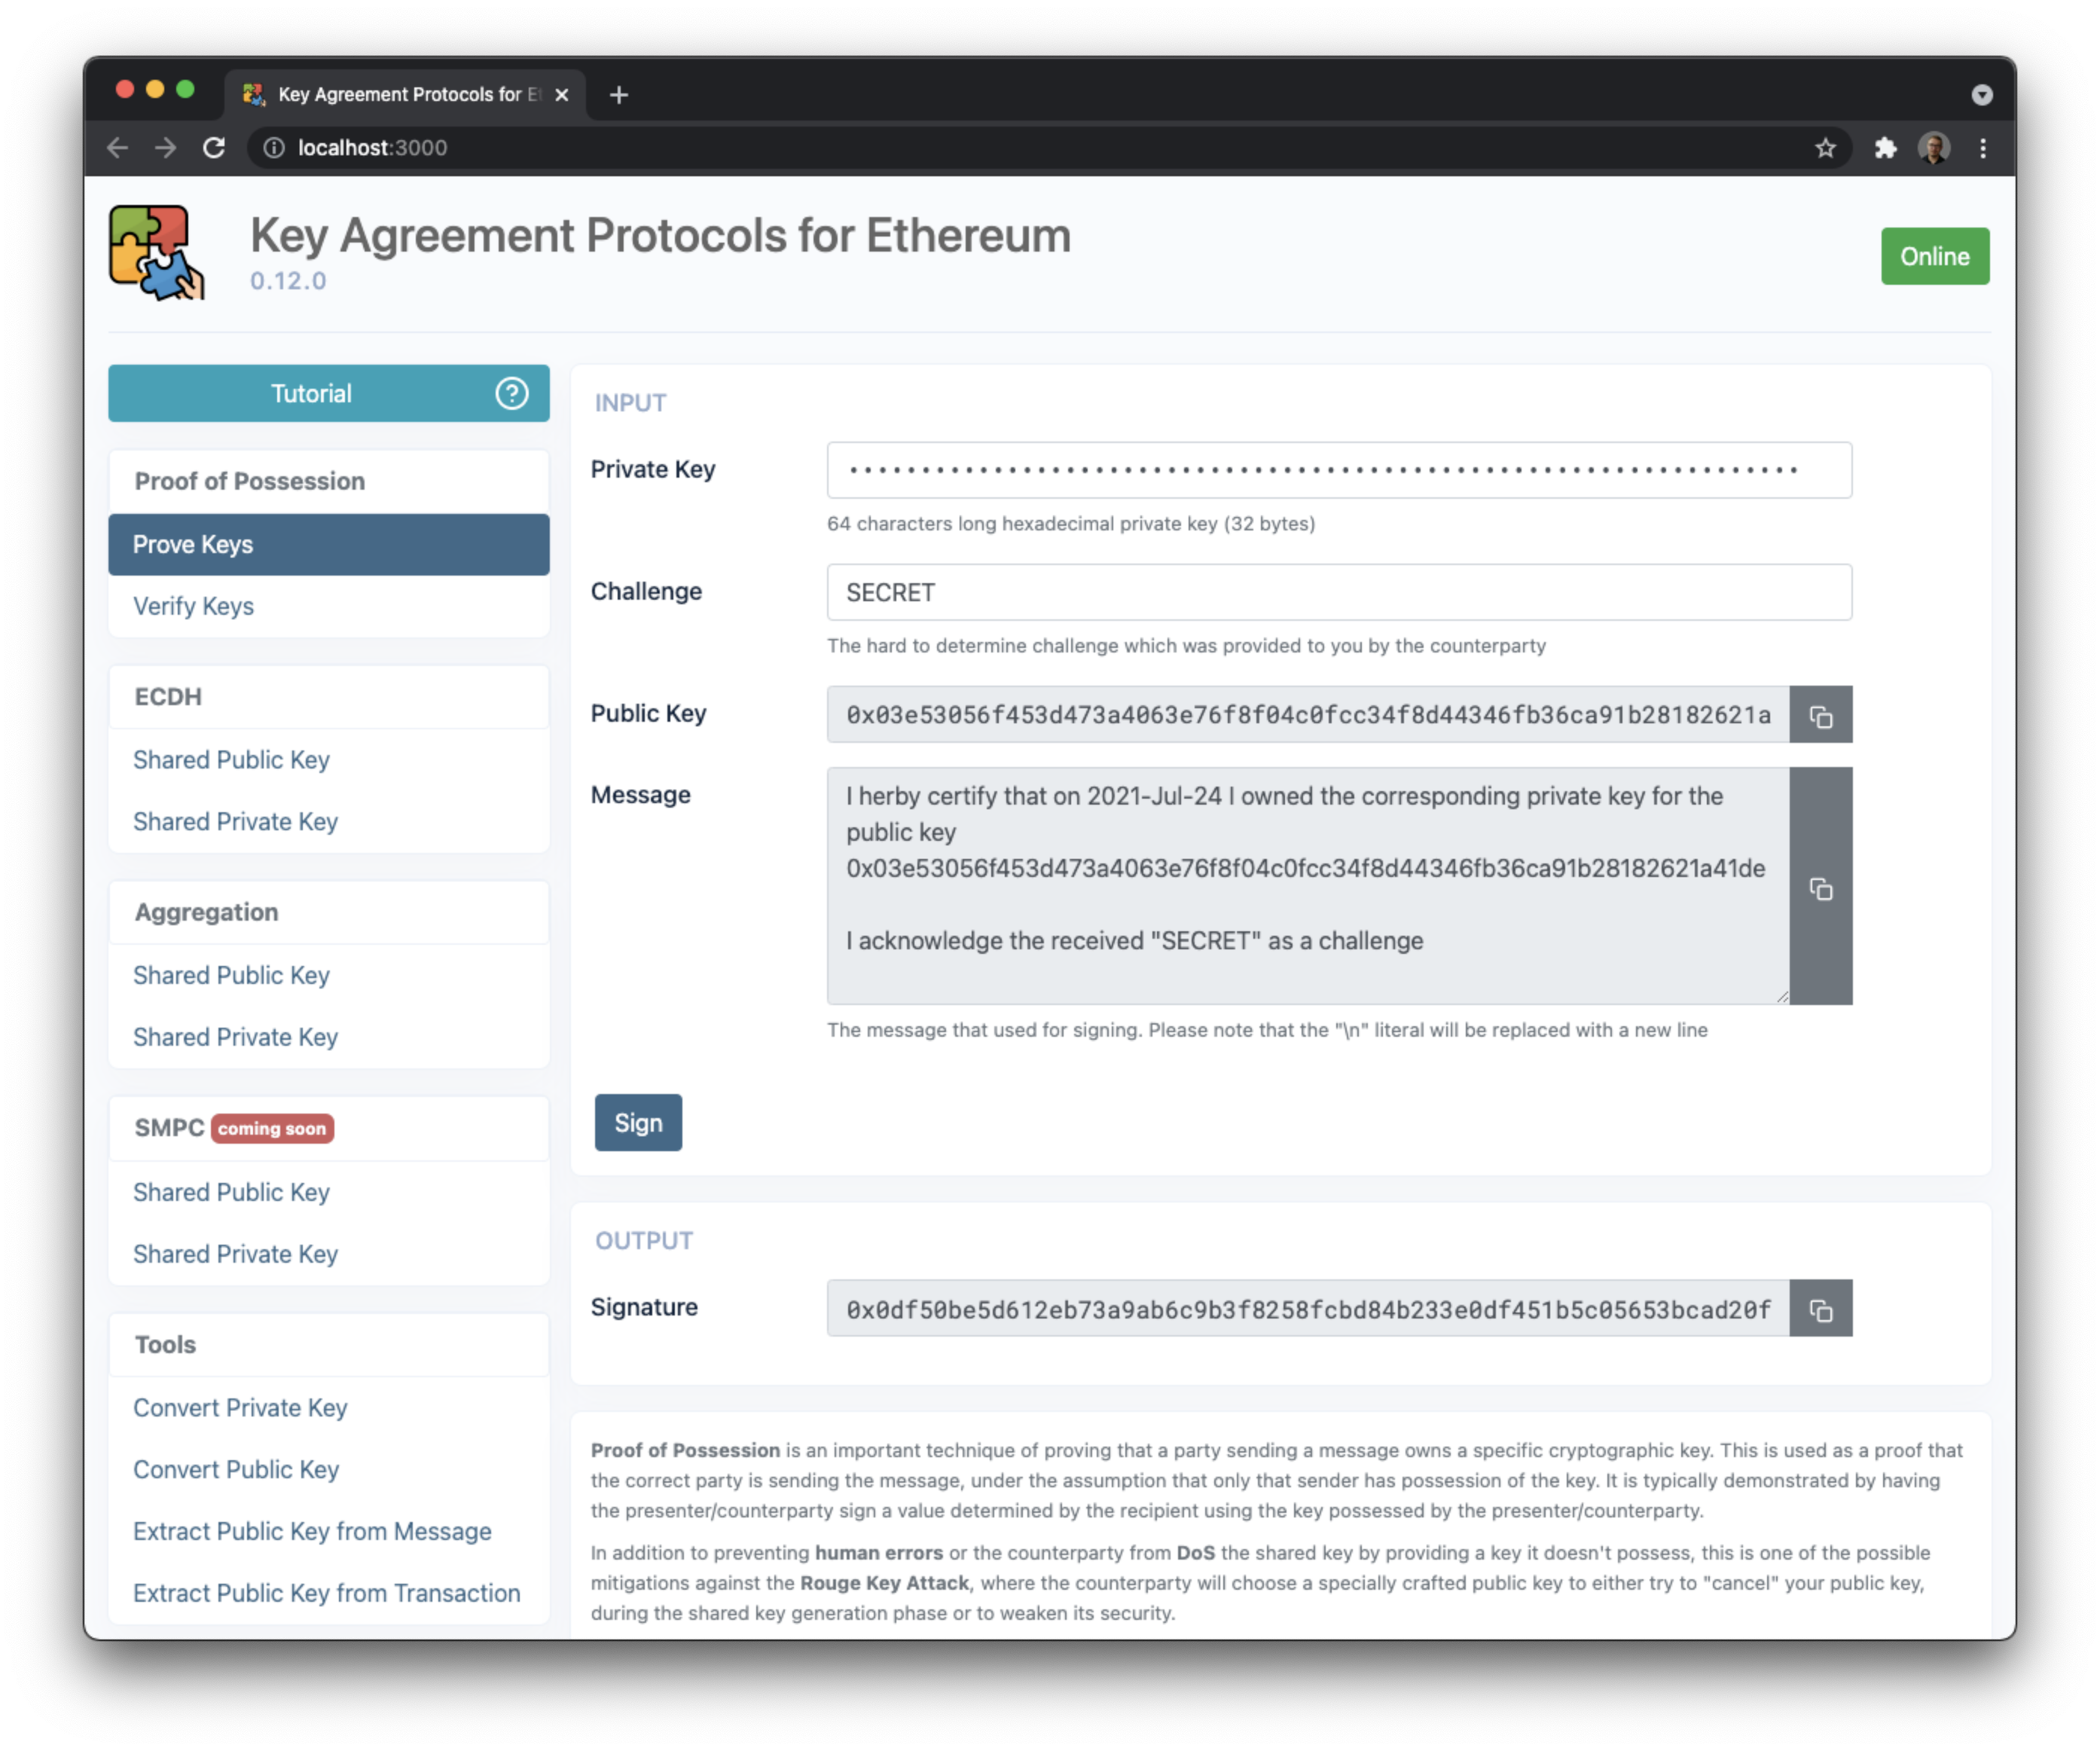 Key Agreement Protocols for Et
localhost:3000
Key Agreement Protocols for Ethereum
0.12.0
Online
Tutorial
Proof of Possession
Prove Keys
Verify Keys
ECDH
Shared Public Key
Shared Private Key
Aggregation
Shared Public Key
Shared Private Key
SMPC coming soon
Shared Public Key
Shared Private Key
Tools
Convert Private Key
Convert Public Key
Extract Public Key from Message
Extract Public Key from Transaction
INPUT
Private Key
64 characters long hexadecimal private key (32 bytes)
Challenge
SECRET
The hard to determine challenge which was provided to you by the counterparty
Public Key
0x03e53056f453d473a4063e76f8f04c0fcc34f8d44346fb36ca91b28182621a
Message
I herby certify that on 2021-Jul-24 I owned the corresponding private key for the
public key
0x03e53056f453d473a4063e76f8f04c0fcc34f8d44346fb36ca91b28182621a41de
I acknowledge the received "SECRET" as a challenge
The message that used for signing. Please note that the "\n" literal will be replaced with a new line
Sign
OUTPUT
Signature
0x0df50be5d612eb73a9ab6c9b3f8258fcbd84b233e0df451b5c05653bcad20f
Proof of Possession is an important technique of proving that a party sending a message owns a specific cryptographic key. This is used as a proof that
the correct party is sending the message, under the assumption that only that sender has possession of the key. It is typically demonstrated by having
the presenter/counterparty sign a value determined by the recipient using the key possessed by the presenter/counterparty.
In addition to preventing human errors or the counterparty from DoS the shared key by providing a key it doesn't possess, this is one of the possible
mitigations against the Rouge Key Attack, where the counterparty will choose a specially crafted public key to either try to "cancel" your public key,
during the shared key generation phase or to weaken its security.